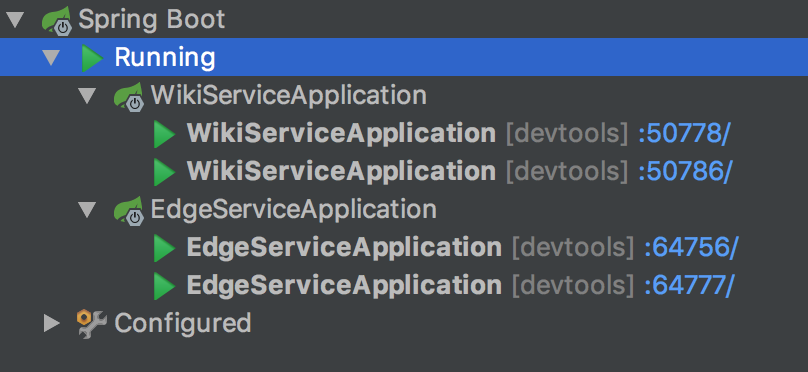 Spring Boot
Running
WikiServiceApplication
WikiServiceApplication [devtools] :50778/
WikiServiceApplication [devtools] :50786/
EdgeServiceApplication
EdgeServiceApplication [devtools] :64756/
EdgeServiceApplication [devtools] :64777/
Configured